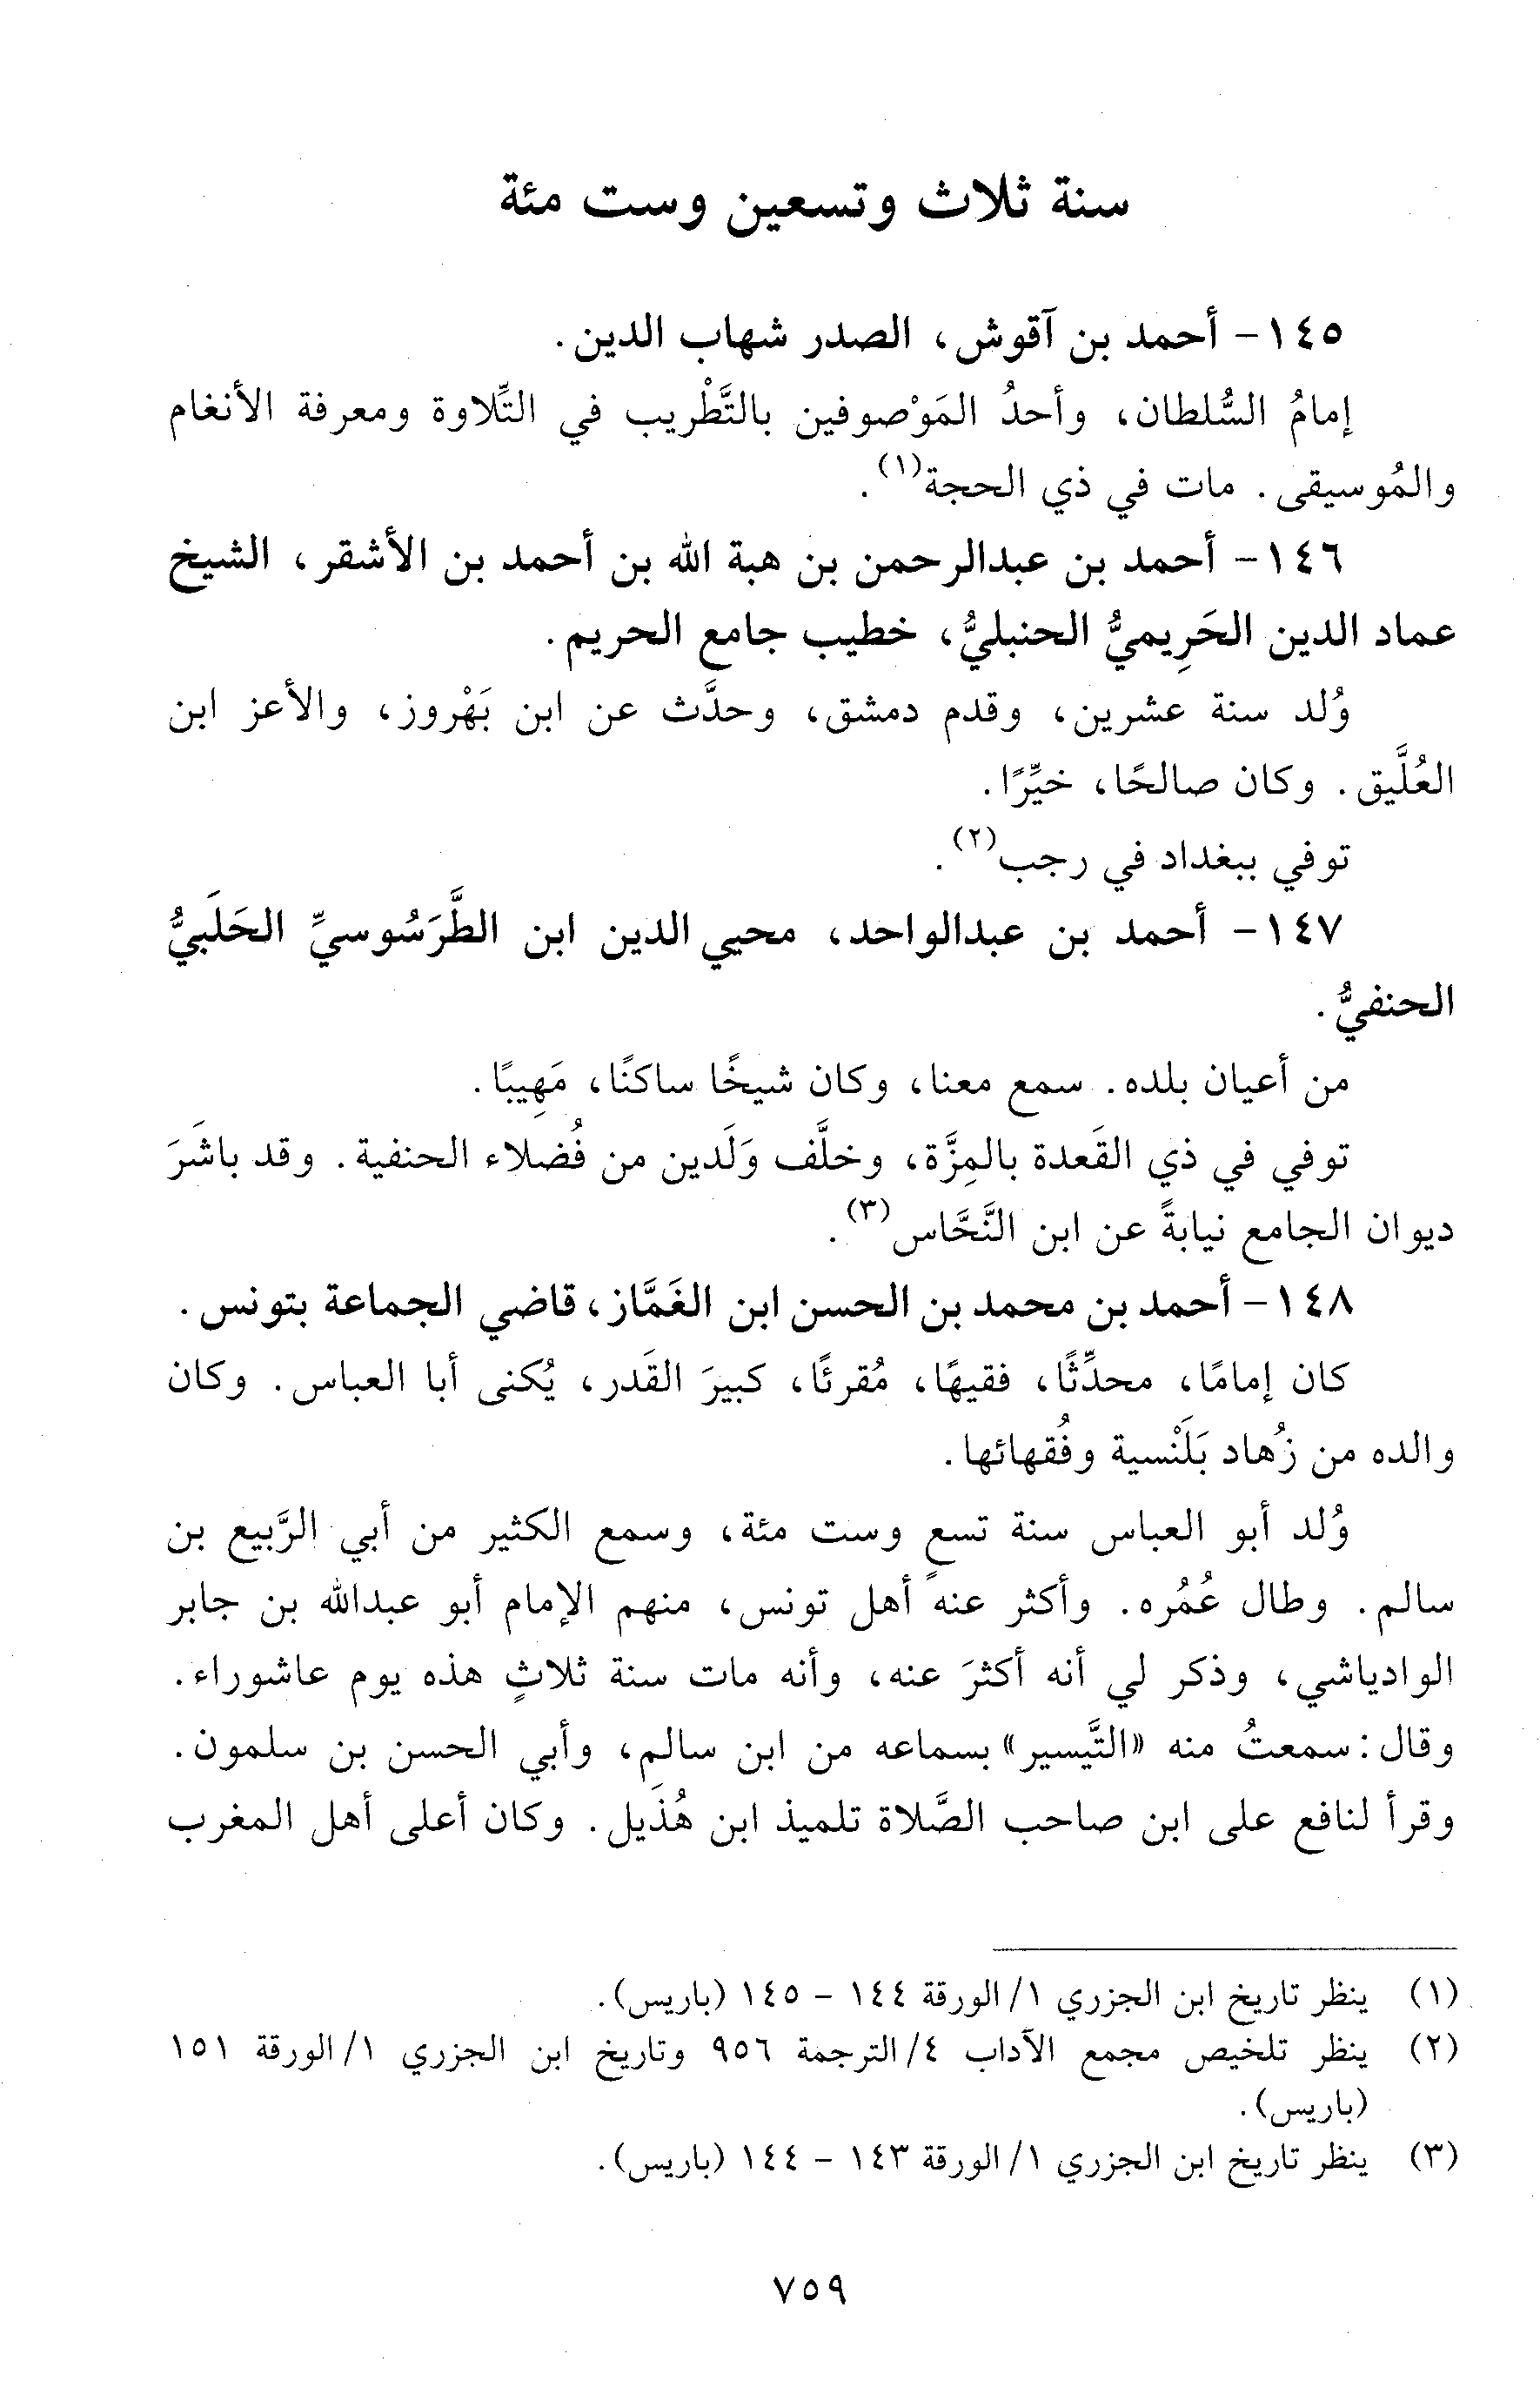 سنة ثلاث وتسعين وست مئة
١٤٥- أحمد بن آقوش، الصدر شهاب الدين.
إمامُ السُّلطان، وأحدُ المَوْصوفين بالتَّطْريب في التِّلاوة ومعرفة الأنغام
والمُوسيقى. مات في ذي الحجة(١).
١٤٦- أحمد بن عبدالرحمن بن هبة الله بن أحمد بن الأشقر، الشيخ
عماد الدين الحَرِيميُّ الحنبليُّ، خطيب جامع الحريم.
وُلد سنة عشرين، وقدم دمشق، وحدَّث عن ابن بَهْروز، والأعز ابن
العُلَّيق. وكان صالحًا، خيِّرًا.
توفي ببغداد في رجب(٢).
١٤٧- أحمد بن عبدالواحد، محيي الدين ابن الطَّرَسُوسيِّ الحَلَبيُّ
الحنفيُّ.
من أعيان بلده. سمع معنا، وكان شيخًا ساكنًا، مَهِيبًا.
توفي في ذي القَعدة بالمِزَّة، وخلَّف وَلَدين من فُضلاء الحنفية. وقد باشَرَ
ديوان الجامع نيابةً عن ابن النَّحَّاس(٣).
١٤٨- أحمد بن محمد بن الحسن ابن الغَمَّاز، قاضي الجماعة بتونس.
كان إمامًا، محدِّثًا، فقيهًا، مُقرئًا، كبيرَ القَدر، يُكنى أبا العباس. وكان
والده من زُهاد بَلَنْسية وفُقهائها.
وُلد أبو العباس سنة تسعٍ وست مئة، وسمع الكثير من أبي الرَّبيع بن
سالم. وطال عُمُره. وأكثر عنه أهل تونس، منهم الإمام أبو عبدالله بن جابر
الوادياشي، وذكر لي أنه أكثرَ عنه، وأنه مات سنة ثلاثٍ هذه يوم عاشوراء.
وقال: سمعتُ منه «التَّيسير» بسماعه من ابن سالم، وأبي الحسن بن سلمون.
وقرأ لنافع على ابن صاحب الصَّلاة تلميذ ابن هُذَيل. وكان أعلى أهل المغرب
(١) ينظر تاريخ ابن الجزري ١/ الورقة ١٤٤ - ١٤٥ (باريس).
(٢) ينظر تلخيص مجمع الآداب ٤/ الترجمة ٩٥٦ وتاريخ ابن الجزري ١/ الورقة ١٥١
(باريس).
(٣) ينظر تاريخ ابن الجزري ١/ الورقة ١٤٣ - ١٤٤ (باريس).
٧٥٩